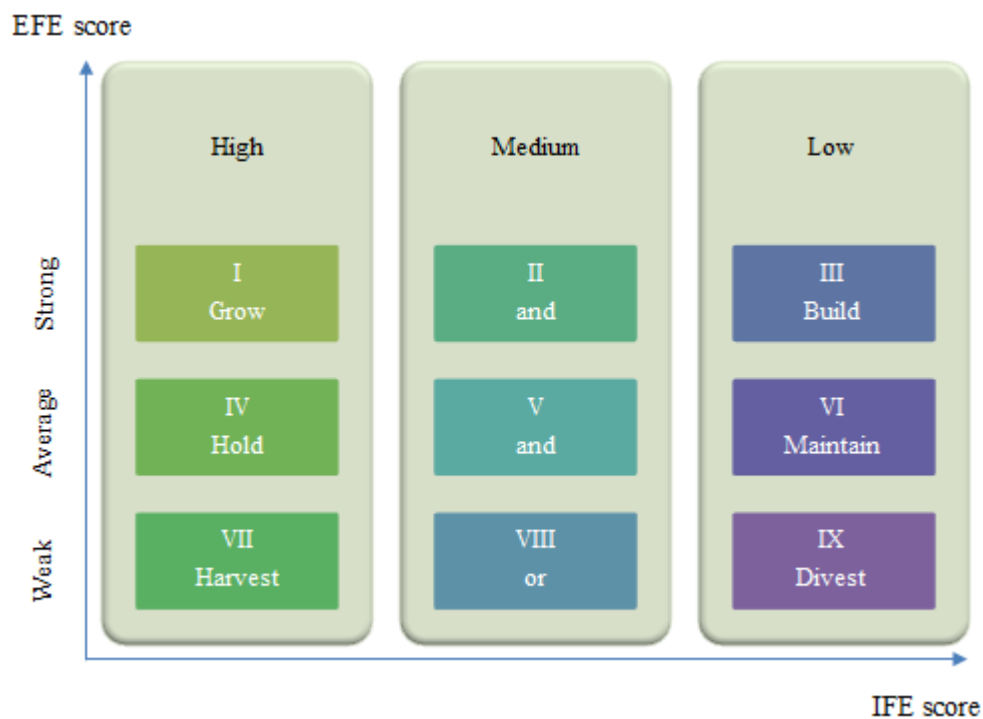 EFE score
High
Medium
Low
Strong
I
Grow
II
and
III
Build
Average
IV
Hold
V
and
VI
Maintain
Weak
VII
Harvest
VIII
or
IX
Divest
IFE score